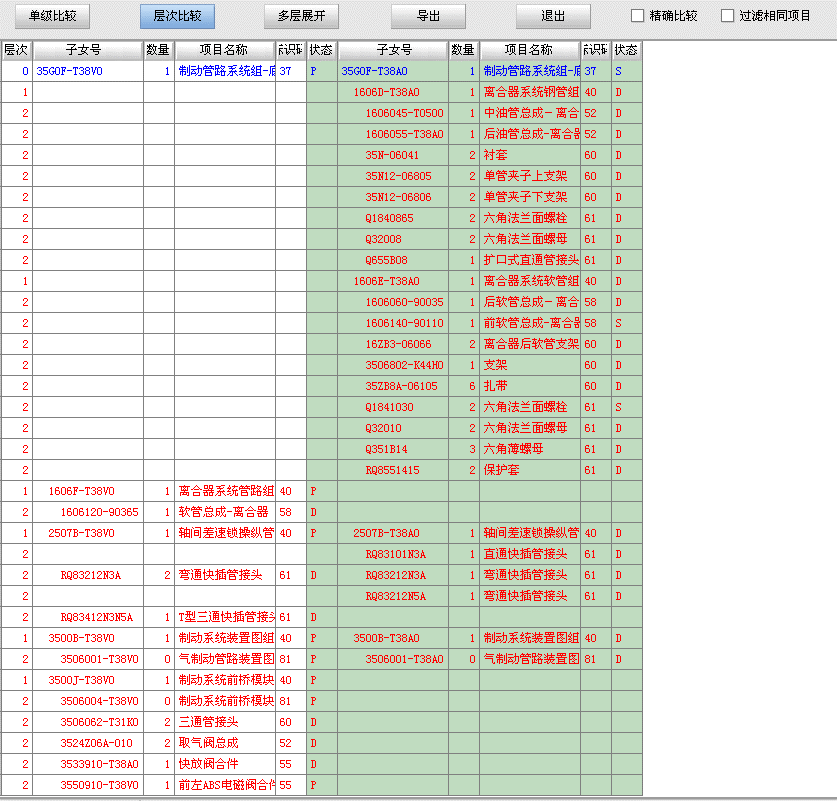 单级比较 层次比较 多层展开 导出 退出 精确比较 过滤相同项目
层次 子女号 数量 项目名称 状态 子女号 数量 项目名称 状态
0 35G0F-T38V0 1 制动管路系统组- 37 P 35G0F-T38A0 1 制动管路系统组- 37 S
1 1606D-T38A0 1 离合器系统钢管组 40 D
2 1606045-T0500 1 中油管总成-离合 52 D
2 1606055-T38A0 1 后油管总成-离合器 52 D
2 35N-06041 2 衬套 60 D
2 35N12-06805 2 单管夹子上支架 60 D
2 35N12-06806 2 单管夹子下支架 60 D
2 Q1840865 2 六角法兰面螺栓 61 D
2 Q32008 2 六角法兰面螺母 61 D
2 Q655B08 1 扩口式直通管接头 61 D
1 1606E-T38A0 1 离合器系统软管组 40 D
2 1606060-90035 1 后软管总成-离合 58 D
2 1606140-90110 1 前软管总成-离合器 58 S
2 16ZB3-06066 2 离合器后软管支架 60 D
2 3506802-K44H0 1 支架 60 D
2 35ZB8A-06105 6 扎带 60 D
2 Q1841030 2 六角法兰面螺栓 61 S
2 Q32010 2 六角法兰面螺母 61 D
2 Q351B14 3 六角薄螺母 61 D
2 RQ8551415 2 保护套 61 D
1 1606F-T38V0 1 离合器系统管路组 40 P
2 1606120-90365 1 软管总成-离合器 58 D
1 2507B-T38V0 1 轴间差速锁操纵管 40 P 2507B-T38A0 1 轴间差速锁操纵管 40 D
2 RQ83101N3A 1 直通快插管接头 61 D
2 RQ83212N3A 2 弯通快插管接头 61 D RQ83212N3A 1 弯通快插管接头 61 D
2 RQ83212N5A 1 弯通快插管接头 61 D
2 RQ83412N3N5A 1 T型三通快插管接头 61 D
1 3500B-T38V0 1 制动系统装置图组 40 P 3500B-T38A0 1 制动系统装置图组 40 D
2 3506001-T38V0 0 气制动管路装置图 81 P 3506001-T38A0 0 气制动管路装置图 81 D
1 3500J-T38V0 1 制动系统前桥模块 40 P
2 3506004-T38V0 0 制动系统前桥模块 81 P
2 3506062-T31K0 2 三通管接头 60 D
2 3524Z06A-010 2 取气阀总成 52 D
2 3533910-T38A0 1 快放阀合件 55 D
2 3550910-T38V0 1 前左ABS电磁阀合件 55 P